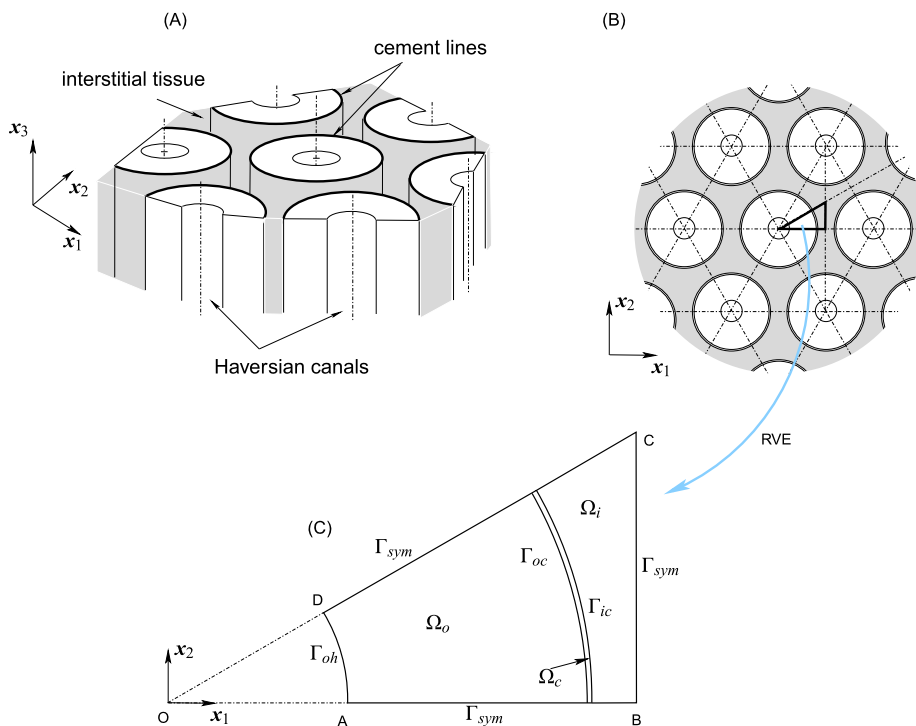 (A)
(B)
cement lines
interstitial tissue
x3
x2
x1
Haversian canals
x2
x1
RVE
C
(C)
Ωi
Γsym
Γoc
Γsym
D
Γic
Ωo
Γoh
x2
Ωc
O
x1
A
Γsym
B